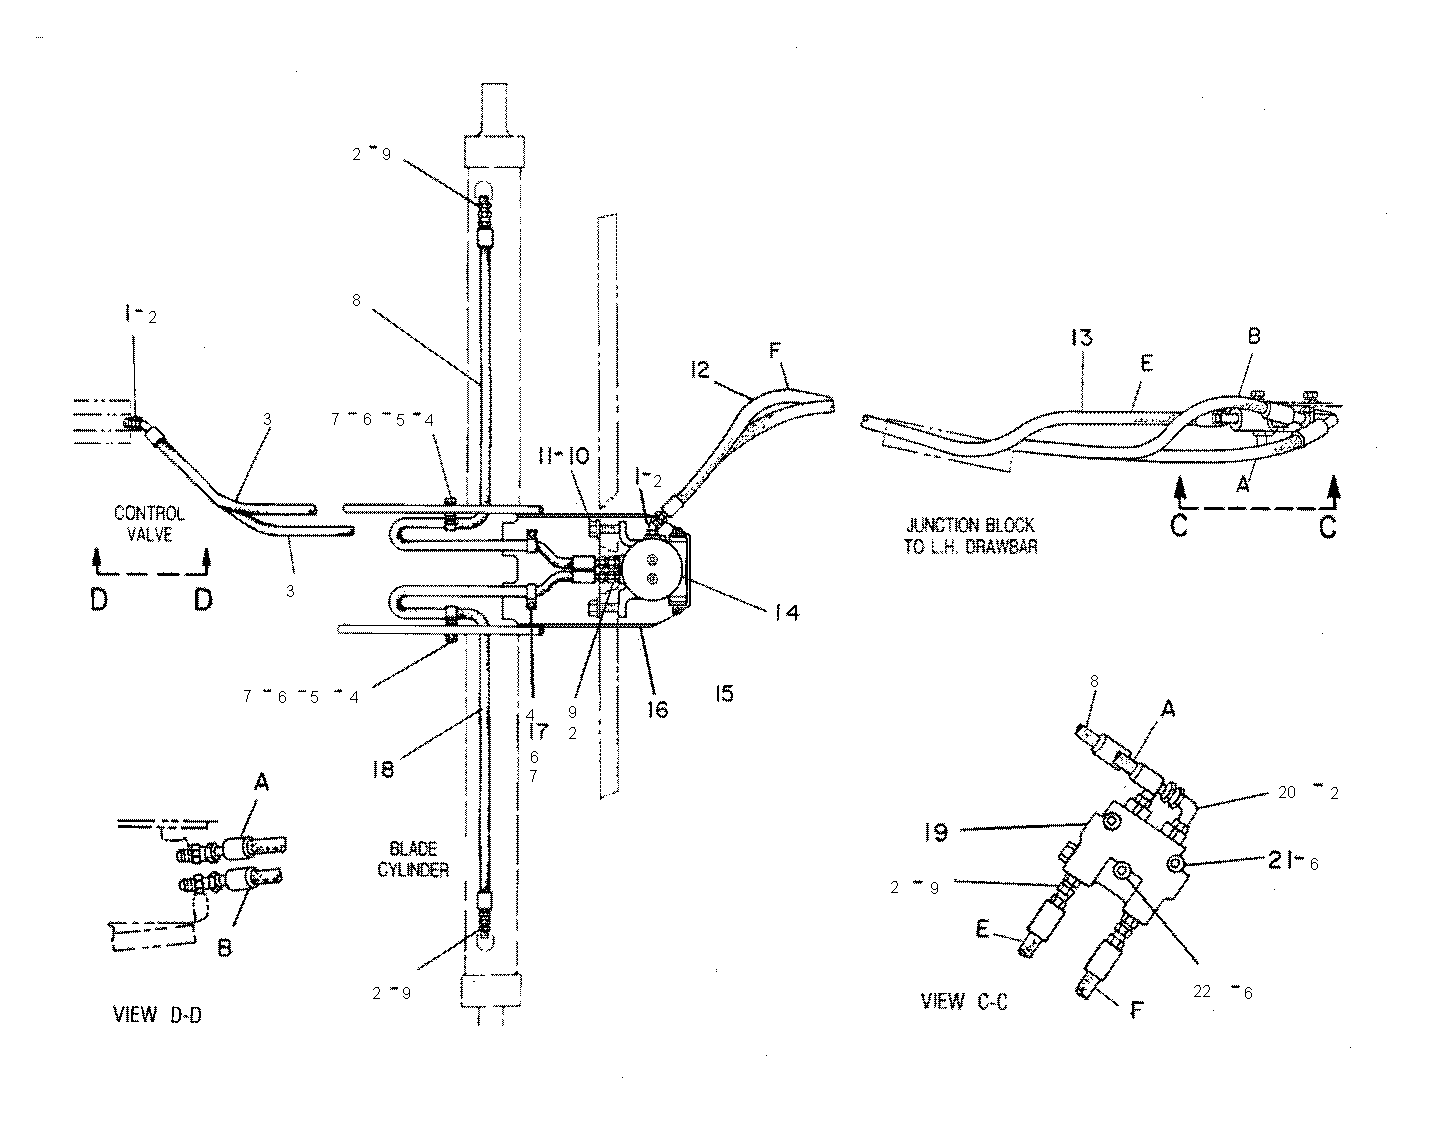 2 - 9
8
1 - 2
3
7 - 6 - 5 - 4
CONTROL
VALVE
D D
3
11-10
1-2
12
F
13
E
B
A
C C
JUNCTION BLOCK
TO L.H. DRAWBAR
14
7 - 6 - 5 - 4
4
17
6
7
9
2
16
15
18
BLADE
CYLINDER
2 - 9
A
B
VIEW D-D
8
A
20 - 2
19
21-6
2 - 9
E
F
22 - 6
VIEW C-C